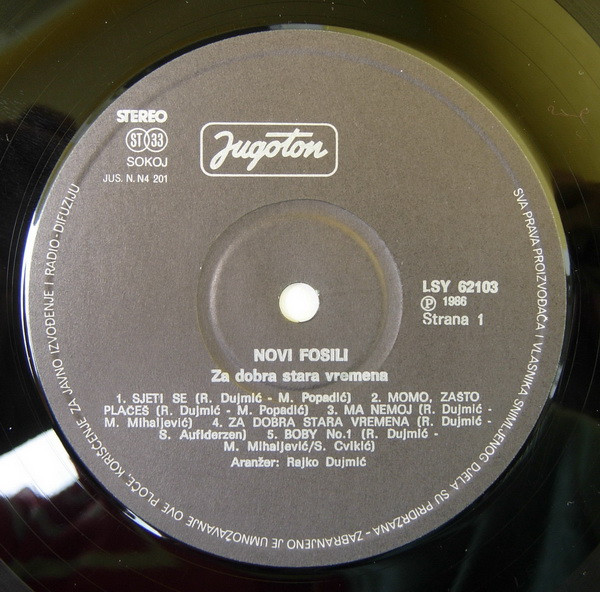 STEREO
ST 33
SOKOJ
JUS. N. N4 201
Jugoton
LSY 62103
Ⓟ 1986
Strana 1
NOVI FOSILI
Za dobra stara vremena
1. SJETI SE (R. Dujmić - M. Popadić) 2. MOMO, ZAŠTO
PLAČEŠ (R. Dujmić - M. Popadić) 3. MA NEMOJ (R. Dujmić -
M. Mihaljević) 4. ZA DOBRA STARA VREMENA (R. Dujmić -
S. Aufiderzen) 5. BOBY No.1 (R. Dujmić -
M. Mihaljević/S. Cvikić)
Aranžer: Rajko Dujmić
SVA PRAVA PROIZVOĐAČA I VLASNIKA SNIMLJENOG DJELA SU PRIDRŽANA - ZABRANJENO JE UMNOŽAVANJE OVE PLOČE, KORIŠĆENJE ZA JAVNO IZVOĐENJE I RADIO-DIFUZIJU